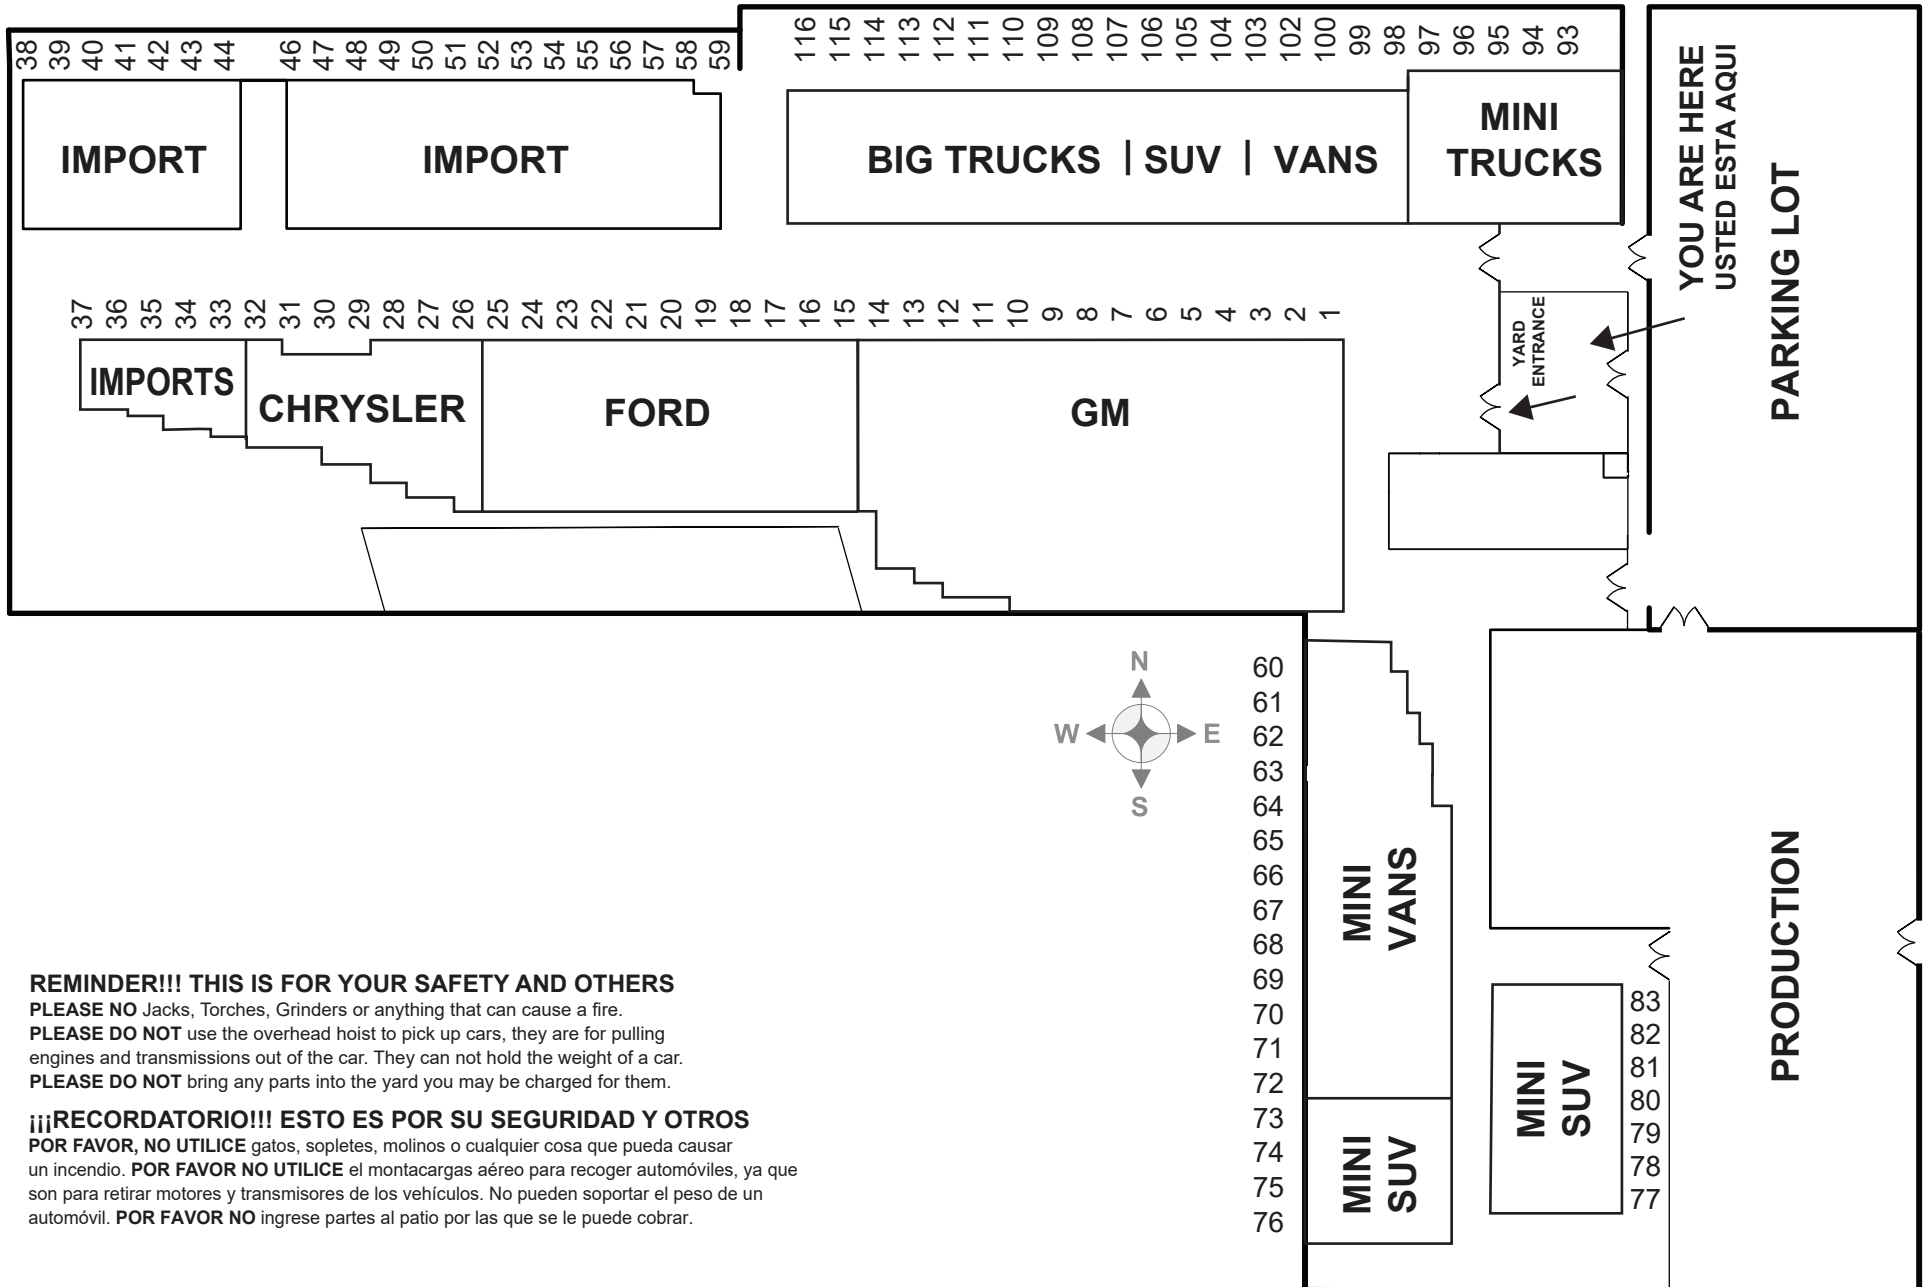 38 39 40 41 42 43 44 46 47 48 49 50 51 52 53 54 55 56 57 58 59
116 115 114 113 112 111 110 109 108 107 106 105 104 103 102 100 99 98 97 96 95 94 93
IMPORT
IMPORT
BIG TRUCKS | SUV | VANS
MINI
TRUCKS
YOU ARE HERE
USTED ESTA AQUI
PARKING LOT
37 36 35 34 33 32 31 30 29 28 27 26 25 24 23 22 21 20 19 18 17 16 15 14 13 12 11 10 9 8 7 6 5 4 3 2 1
YARD
ENTRANCE
IMPORTS
CHRYSLER
FORD
GM
N
W
E
S
60
61
62
63
64
65
66
67
68
69
70
71
72
73
74
75
76
MINI
VANS
MINI
SUV
MINI
SUV
83
82
81
80
79
78
77
PRODUCTION
REMINDER!!! THIS IS FOR YOUR SAFETY AND OTHERS
PLEASE NO Jacks, Torches, Grinders or anything that can cause a fire.
PLEASE DO NOT use the overhead hoist to pick up cars, they are for pulling
engines and transmissions out of the car. They can not hold the weight of a car.
PLEASE DO NOT bring any parts into the yard you may be charged for them.
¡¡¡RECORDATORIO!!! ESTO ES POR SU SEGURIDAD Y OTROS
POR FAVOR, NO UTILICE gatos, sopletes, molinos o cualquier cosa que pueda causar
un incendio. POR FAVOR NO UTILICE el montacargas aéreo para recoger automóviles, ya que
son para retirar motores y transmisores de los vehículos. No pueden soportar el peso de un
automóvil. POR FAVOR NO ingrese partes al patio por las que se le puede cobrar.